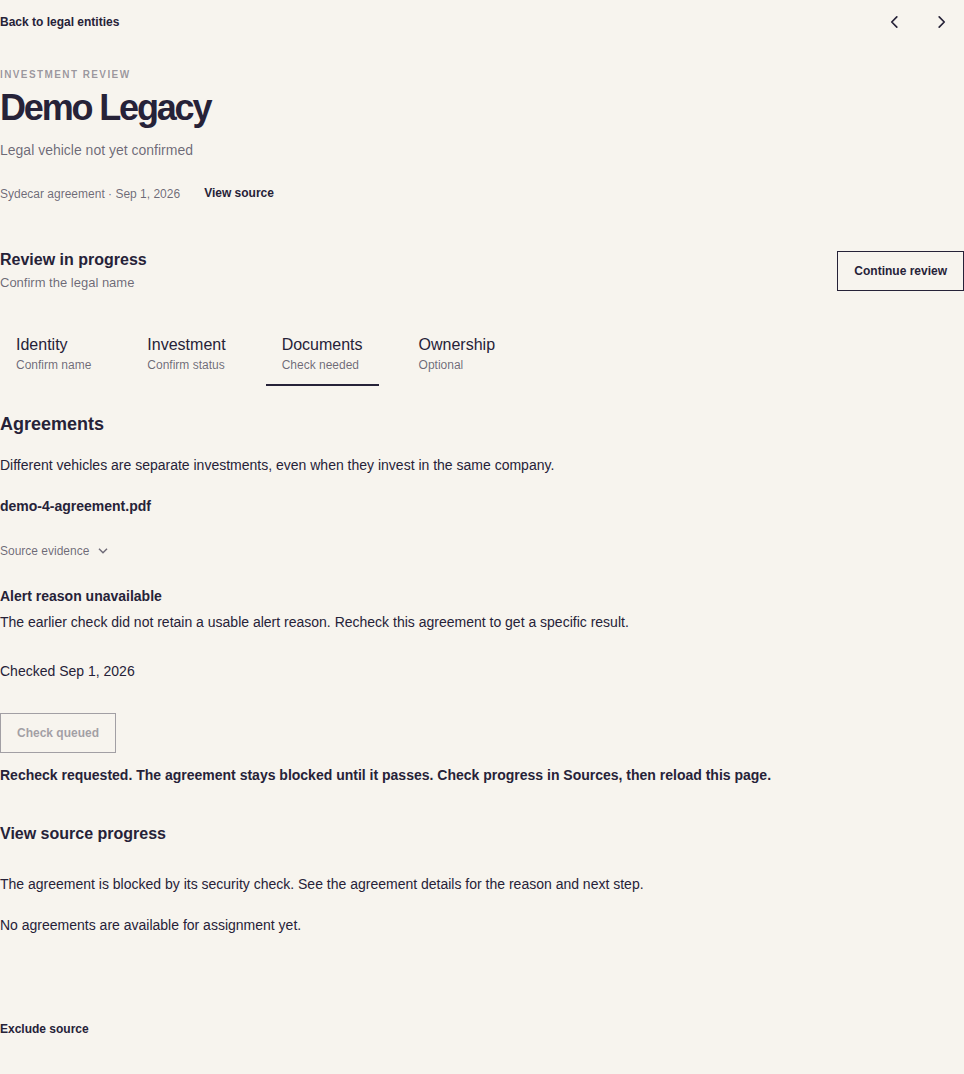 Back to legal entities
INVESTMENT REVIEW
Demo Legacy
Legal vehicle not yet confirmed
Sydecar agreement · Sep 1, 2026 View source
Review in progress
Confirm the legal name
Continue review
Identity Investment Documents Ownership
Confirm name Confirm status Check needed Optional
Agreements
Different vehicles are separate investments, even when they invest in the same company.
demo-4-agreement.pdf
Source evidence
Alert reason unavailable
The earlier check did not retain a usable alert reason. Recheck this agreement to get a specific result.
Checked Sep 1, 2026
Check queued
Recheck requested. The agreement stays blocked until it passes. Check progress in Sources, then reload this page.
View source progress
The agreement is blocked by its security check. See the agreement details for the reason and next step.
No agreements are available for assignment yet.
Exclude source